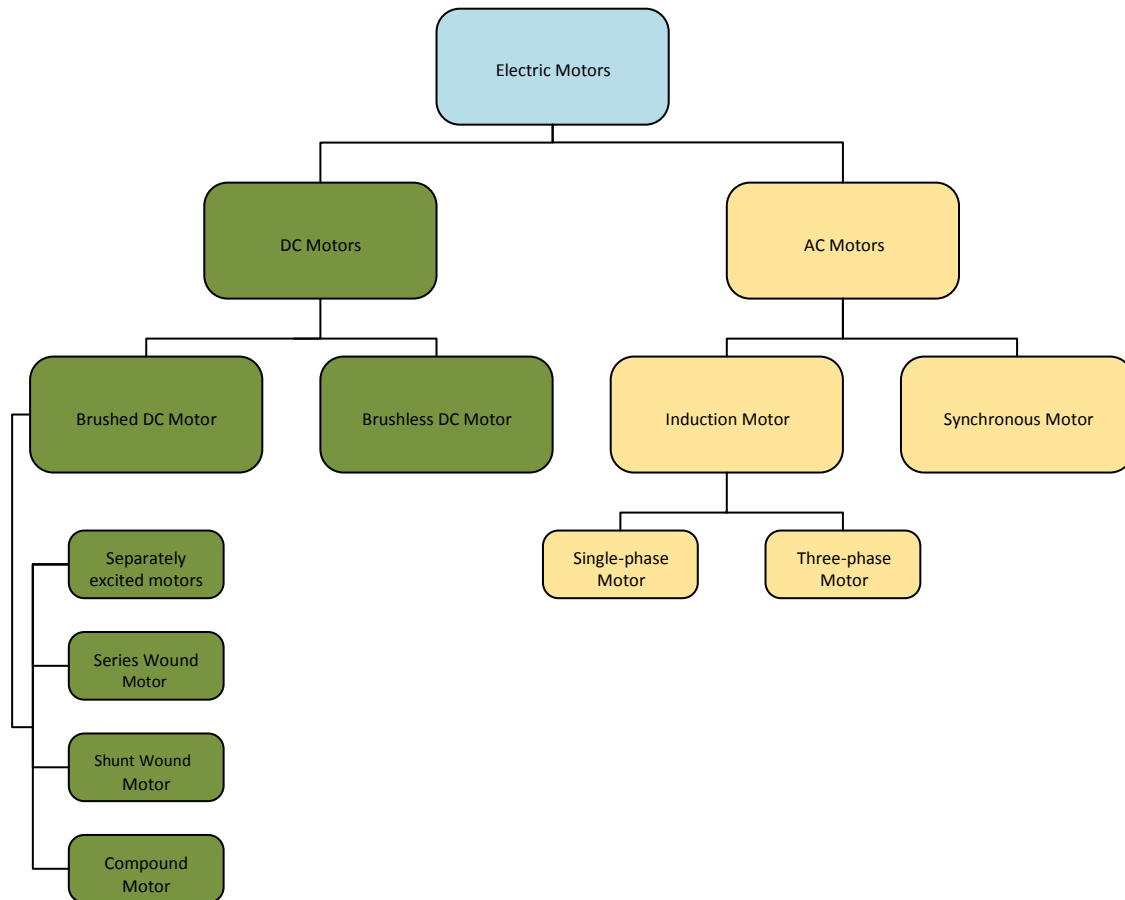 Electric Motors
DC Motors
AC Motors
Brushed DC Motor
Brushless DC Motor
Induction Motor
Synchronous Motor
Separately
excited motors
Single-phase
Motor
Three-phase
Motor
Series Wound
Motor
Shunt Wound
Motor
Compound
Motor